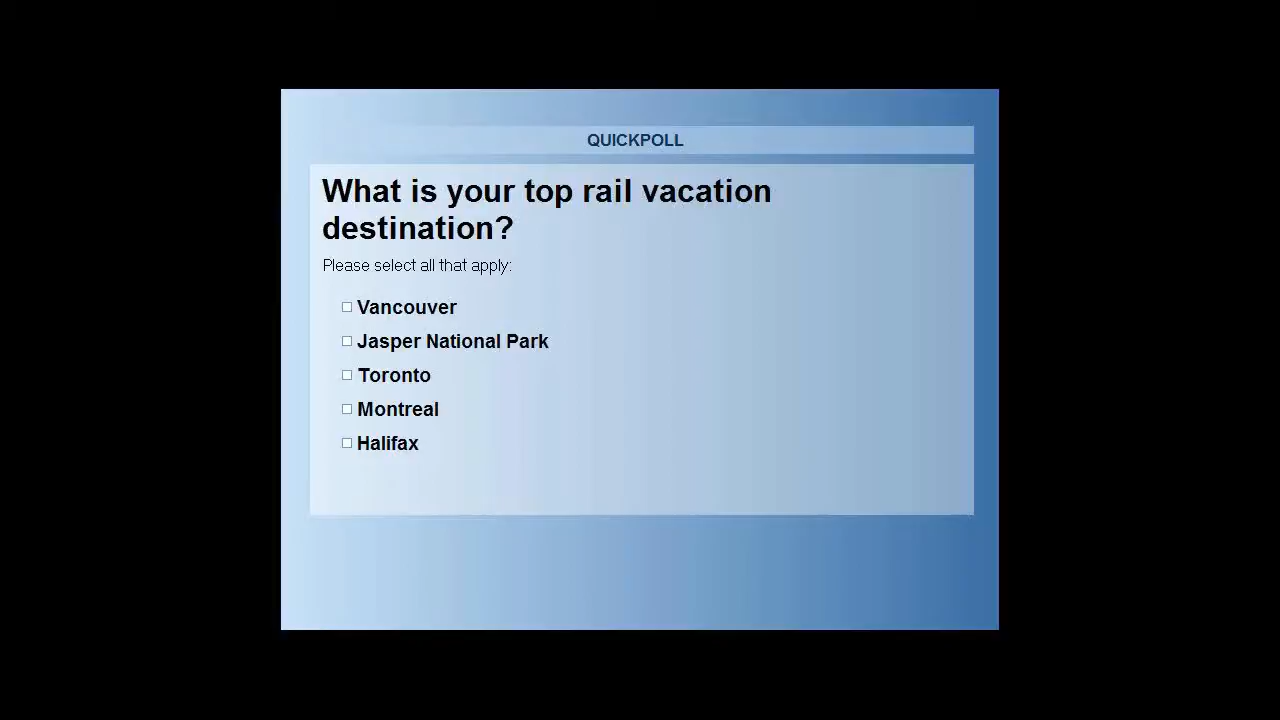 QUICKPOLL
What is your top rail vacation
destination?
Please select all that apply:
Vancouver
Jasper National Park
Toronto
Montreal
Halifax